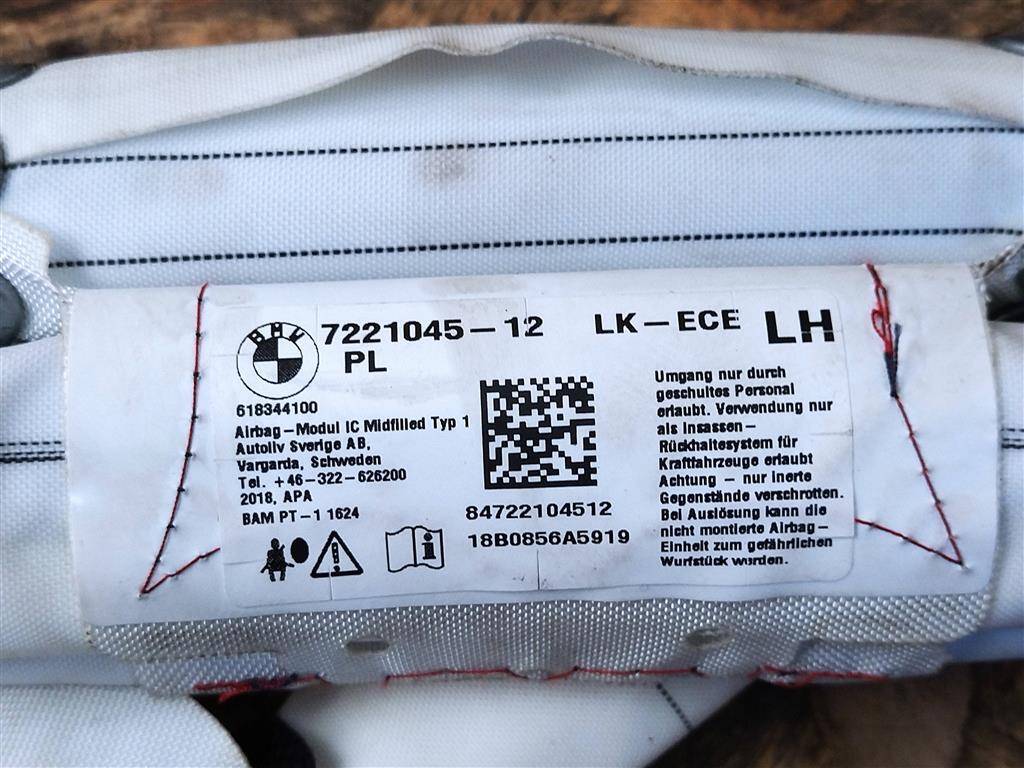 BMW
7221045-12 LK-ECE LH
PL
618344100
Airbag-Modul IC Midfilled Typ 1
Autoliv Sverige AB,
Vargarda, Schweden
Tel. +46-322-626200
2018, APA
BAM PT-1 1624
84722104512
18B0856A5919
Umgang nur durch
geschultes Personal
erlaubt. Verwendung nur
als Insassen-
Rückhaltesystem für
Kraftfahrzeuge erlaubt
Achtung - nur inerte
Gegenstände verschrotten.
Bei Auslösung kann die
nicht montierte Airbag-
Einheit zum gefährlichen
Wurfstück werden.
i